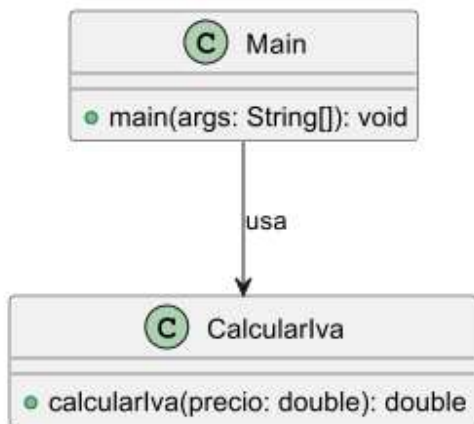 C Main
main(args: String[]): void
usa
C CalcularIva
calcularIva(precio: double): double